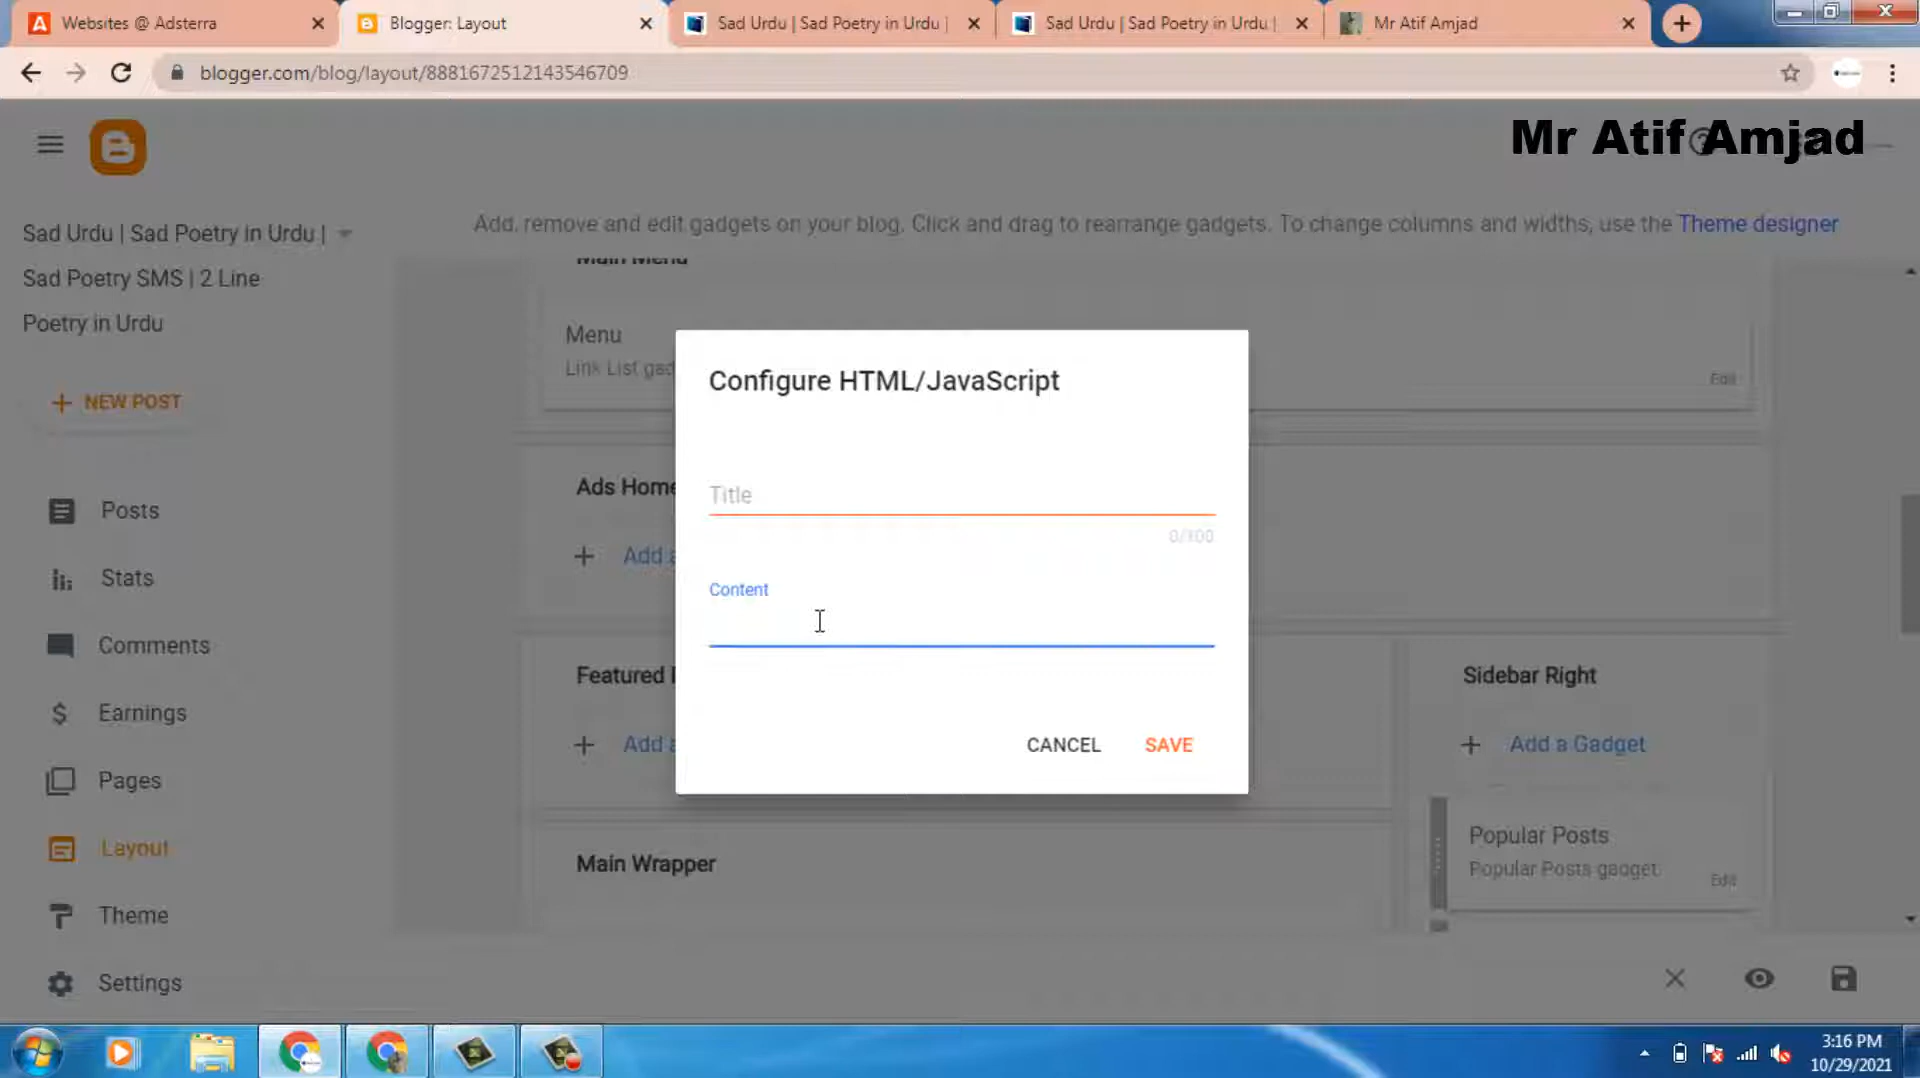 Websites @ Adsterra
Blogger: Layout
Sad Urdu | Sad Poetry in Urdu |
Sad Urdu | Sad Poetry in Urdu |
Mr Atif Amjad
blogger.com/blog/layout/8881672512143546709
Mr Atif Amjad
Sad Urdu | Sad Poetry in Urdu |
Sad Poetry SMS | 2 Line
Poetry in Urdu
Add, remove and edit gadgets on your blog. Click and drag to rearrange gadgets. To change columns and widths, use the Theme designer
Main Menu
Menu
Link List gad
Edit
NEW POST
Configure HTML/JavaScript
Ads Home
Title
0/100
Add a
Content
Posts
Stats
Comments
Featured
Sidebar Right
Earnings
Add a
CANCEL
SAVE
Add a Gadget
Pages
Popular Posts
Popular Posts gadget
Edit
Layout
Main Wrapper
Theme
Settings
3:16 PM
10/29/2021